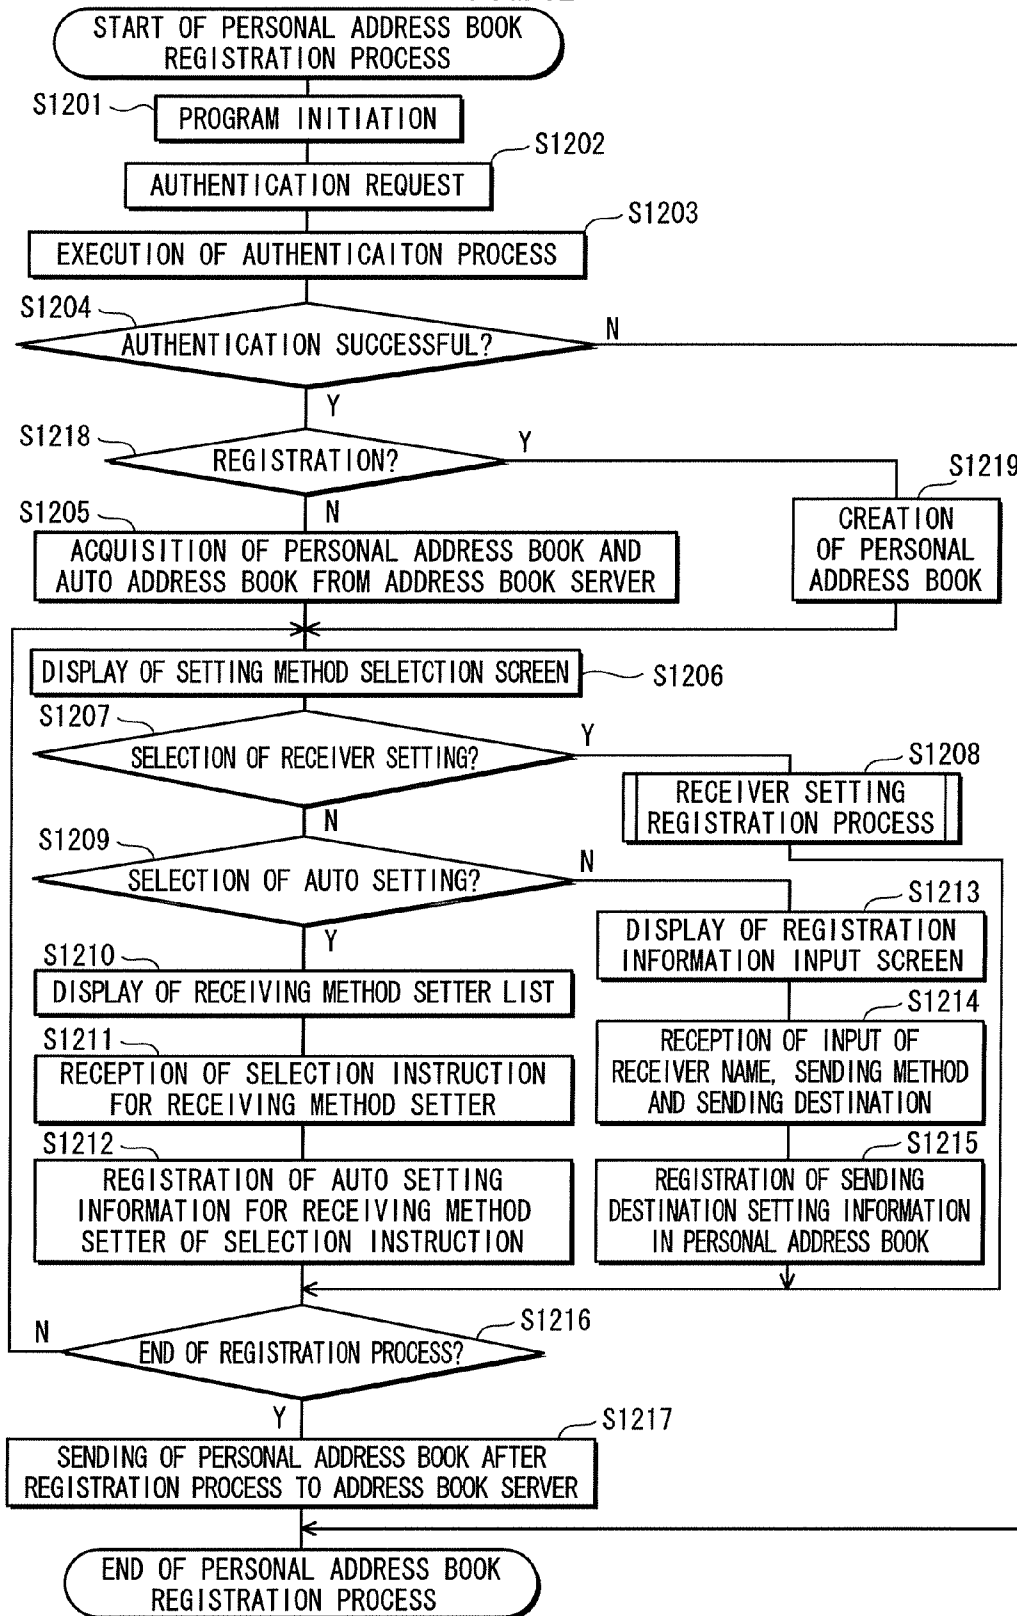 START OF PERSONAL ADDRESS BOOK
REGISTRATION PROCESS
S1201
PROGRAM INITIATION
S1202
AUTHENTICATION REQUEST
S1203
EXECUTION OF AUTHENTICAITON PROCESS
S1204
AUTHENTICATION SUCCESSFUL?
N
Y
S1218
REGISTRATION?
Y
N
S1219
CREATION
OF PERSONAL
ADDRESS BOOK
S1205
ACQUISITION OF PERSONAL ADDRESS BOOK AND
AUTO ADDRESS BOOK FROM ADDRESS BOOK SERVER
DISPLAY OF SETTING METHOD SELETCTION SCREEN
S1206
S1207
SELECTION OF RECEIVER SETTING?
Y
N
S1208
RECEIVER SETTING
REGISTRATION PROCESS
S1209
SELECTION OF AUTO SETTING?
N
Y
S1210
DISPLAY OF RECEIVING METHOD SETTER LIST
S1211
RECEPTION OF SELECTION INSTRUCTION
FOR RECEIVING METHOD SETTER
S1212
REGISTRATION OF AUTO SETTING
INFORMATION FOR RECEIVING METHOD
SETTER OF SELECTION INSTRUCTION
S1213
DISPLAY OF REGISTRATION
INFORMATION INPUT SCREEN
S1214
RECEPTION OF INPUT OF
RECEIVER NAME, SENDING METHOD
AND SENDING DESTINATION
S1215
REGISTRATION OF SENDING
DESTINATION SETTING INFORMATION
IN PERSONAL ADDRESS BOOK
S1216
END OF REGISTRATION PROCESS?
N
Y
S1217
SENDING OF PERSONAL ADDRESS BOOK AFTER
REGISTRATION PROCESS TO ADDRESS BOOK SERVER
END OF PERSONAL ADDRESS BOOK
REGISTRATION PROCESS